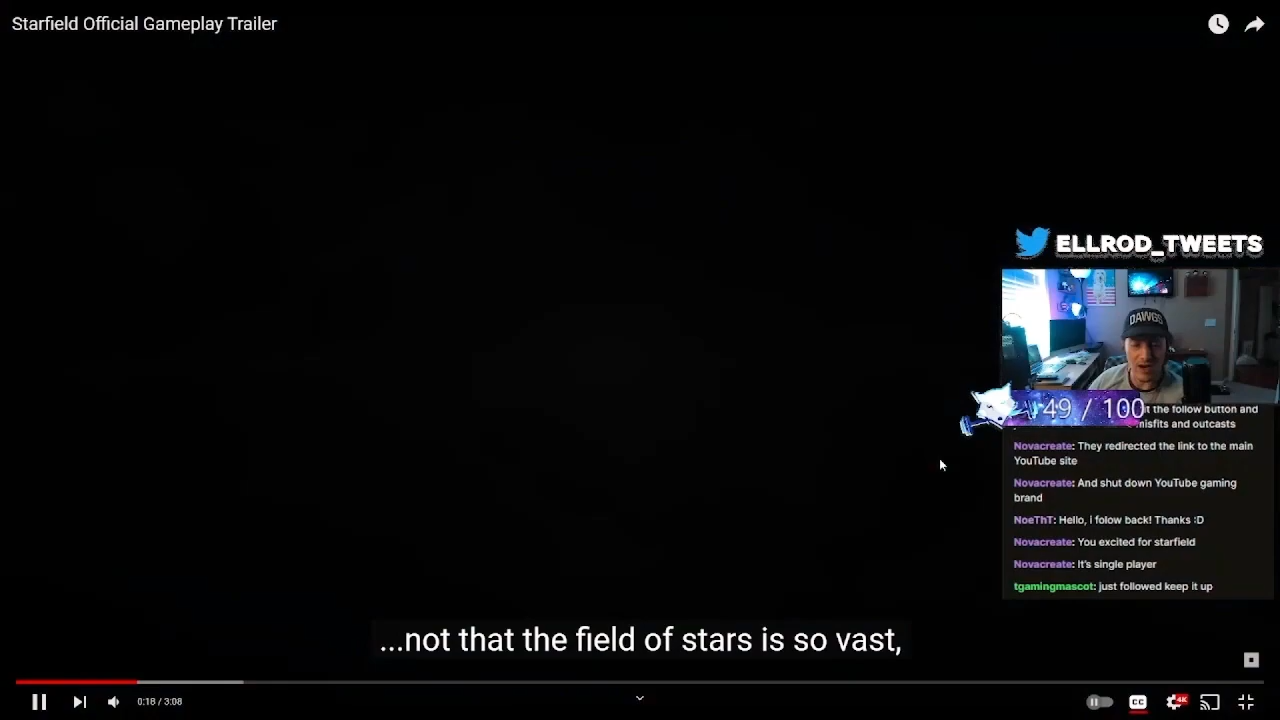 Starfield Official Gameplay Trailer
ELLROD_TWEETS
DAWGS
49 / 100
t the follow button and
misfits and outcasts
Novacreate: They redirected the link to the main
YouTube site
Novacreate: And shut down YouTube gaming
brand
NoeThT: Hello, i folow back! Thanks :D
Novacreate: You excited for starfield
Novacreate: It's single player
tgamingmascot: just followed keep it up
...not that the field of stars is so vast,
0:18 / 3:08
CC
4K